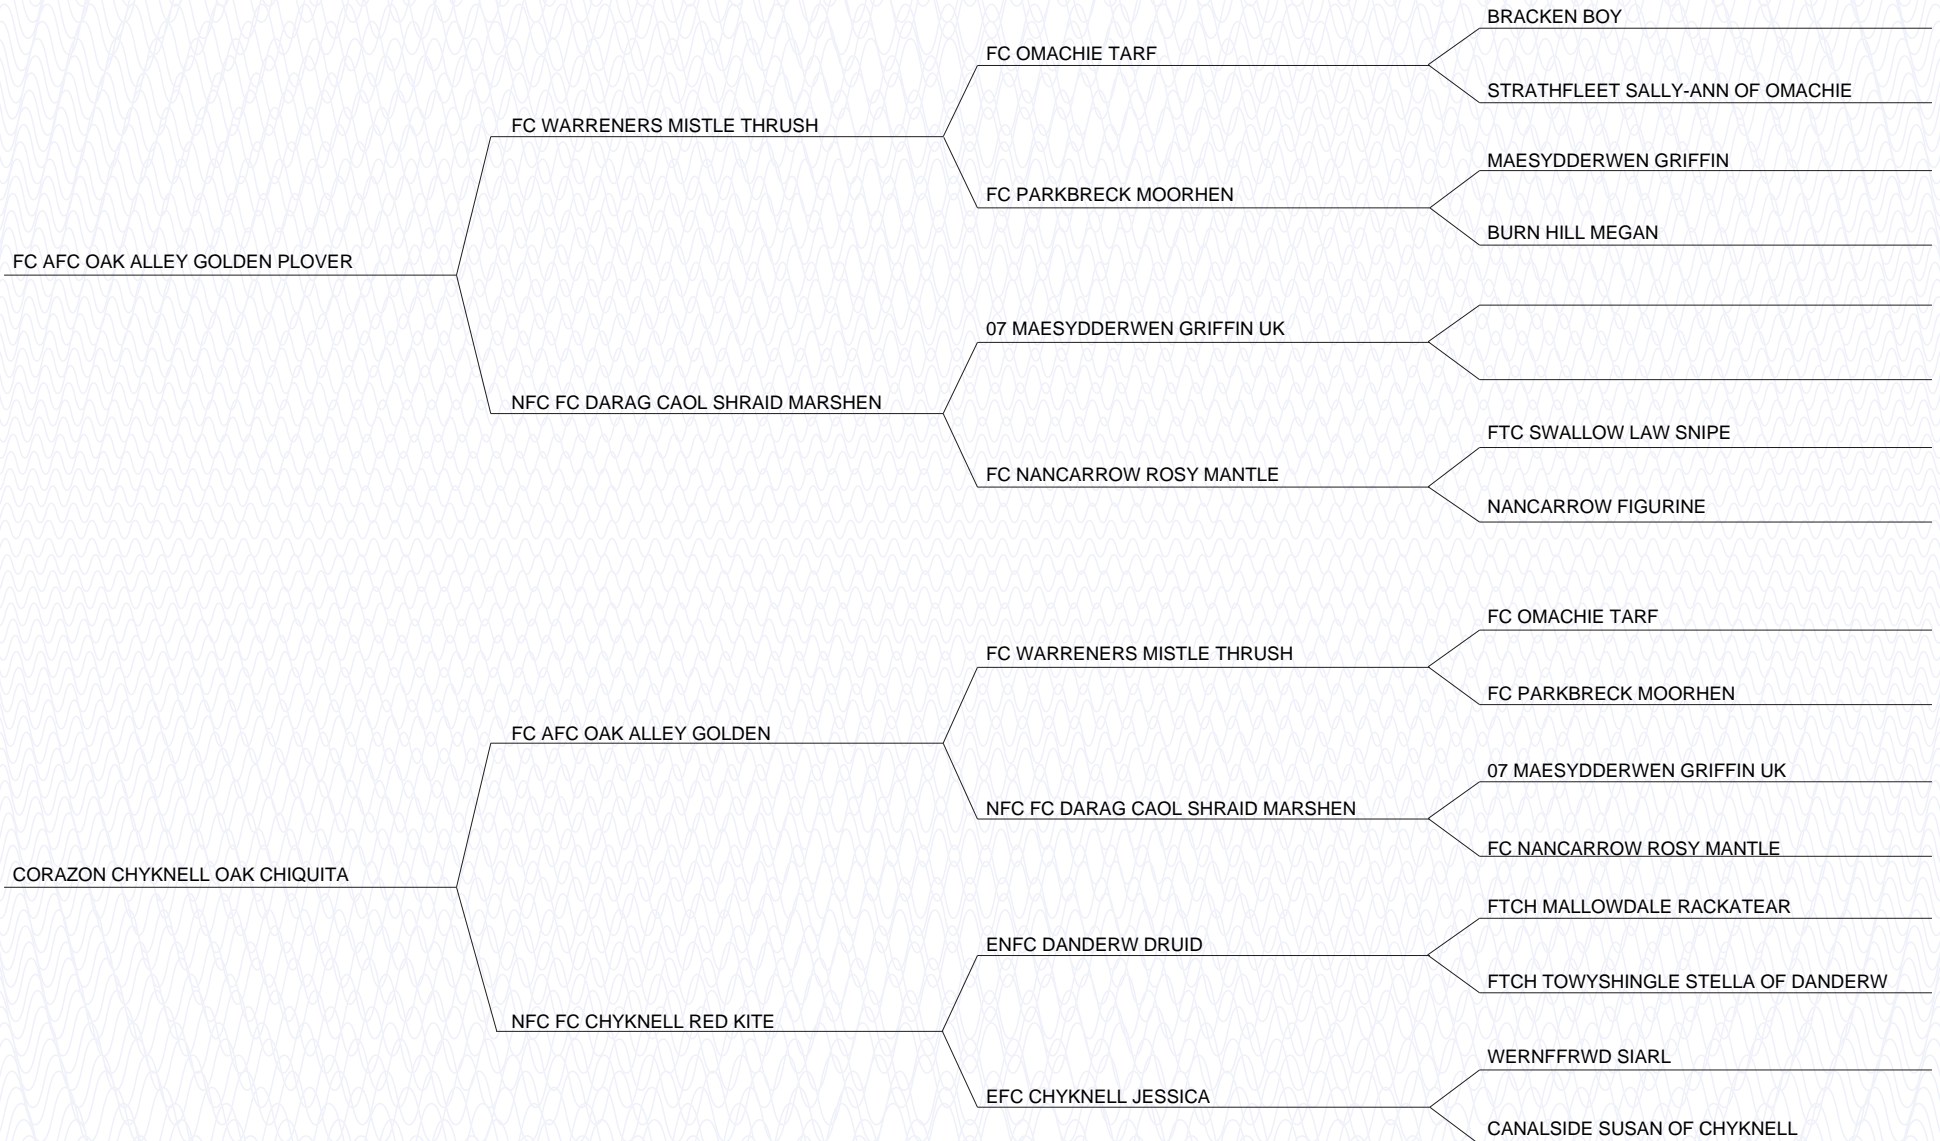 BRACKEN BOY
FC OMACHIE TARF
STRATHFLEET SALLY-ANN OF OMACHIE
FC WARRENERS MISTLE THRUSH
MAESYDDERWEN GRIFFIN
FC PARKBRECK MOORHEN
BURN HILL MEGAN
FC AFC OAK ALLEY GOLDEN PLOVER
07 MAESYDDERWEN GRIFFIN UK
NFC FC DARAG CAOL SHRAID MARSHEN
FTC SWALLOW LAW SNIPE
FC NANCARROW ROSY MANTLE
NANCARROW FIGURINE
FC OMACHIE TARF
FC WARRENERS MISTLE THRUSH
FC PARKBRECK MOORHEN
FC AFC OAK ALLEY GOLDEN
07 MAESYDDERWEN GRIFFIN UK
NFC FC DARAG CAOL SHRAID MARSHEN
FC NANCARROW ROSY MANTLE
CORAZON CHYKNELL OAK CHIQUITA
FTCH MALLOWDALE RACKATEAR
ENFC DANDERW DRUID
FTCH TOWYSHINGLE STELLA OF DANDERW
NFC FC CHYKNELL RED KITE
WERNFFRWD SIARL
EFC CHYKNELL JESSICA
CANALSIDE SUSAN OF CHYKNELL